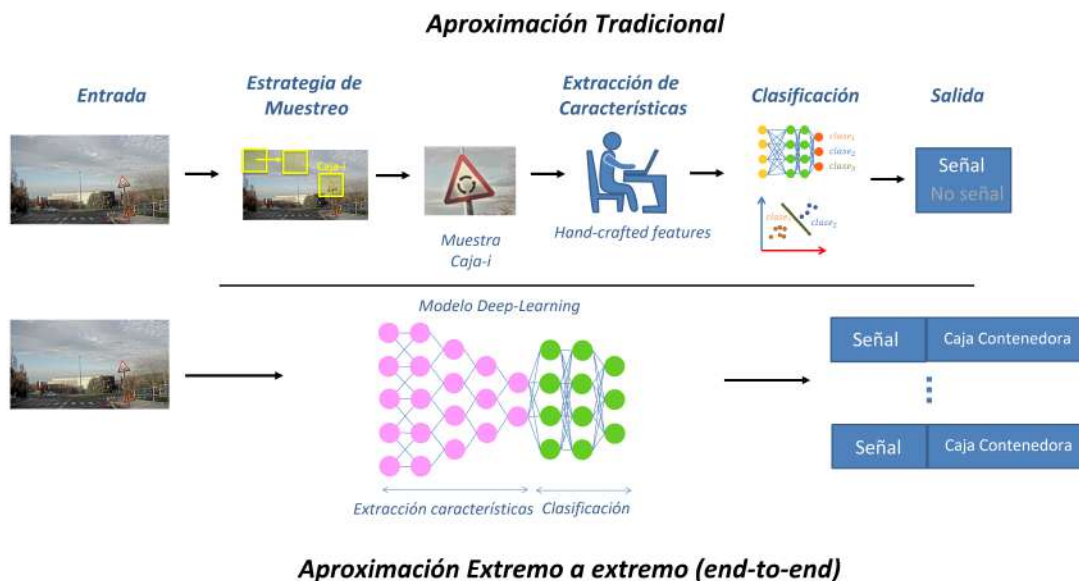 Aproximación Tradicional
Entrada
Estrategia de
Muestreo
Extracción de
Características
Clasificación
Salida
Caja-i
clase₁
clase₂
clase₃
Señal
No señal
clase₁
clase₂
Muestra
Caja-i
Hand-crafted features
Modelo Deep-Learning
Señal
Caja Contenedora
Señal
Caja Contenedora
Extracción características
Clasificación
Aproximación Extremo a extremo (end-to-end)